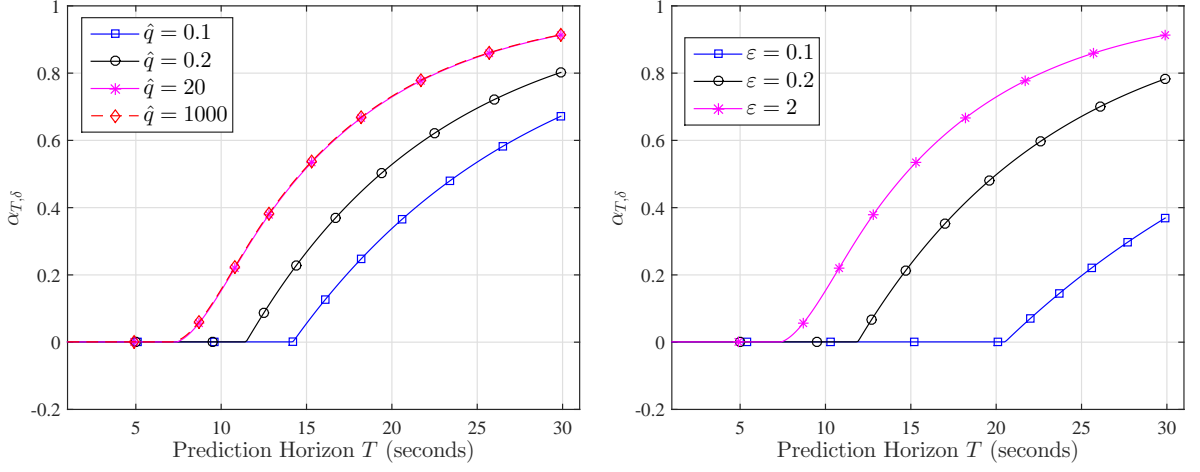 1
0.8
0.6
0.4
0.2
0
-0.2
α_{T,δ}
q̂ = 0.1
q̂ = 0.2
q̂ = 20
q̂ = 1000
5 10 15 20 25 30
Prediction Horizon T (seconds)
1
0.8
0.6
0.4
0.2
0
-0.2
α_{T,δ}
ε = 0.1
ε = 0.2
ε = 2
5 10 15 20 25 30
Prediction Horizon T (seconds)